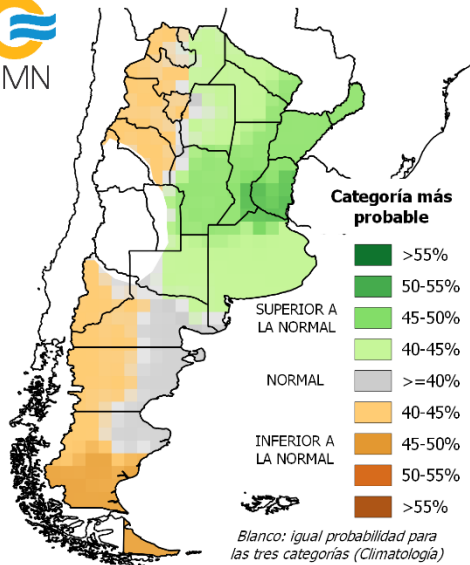 MN
Categoría más
probable
>55%
50-55%
45-50%
40-45%
SUPERIOR A
LA NORMAL
>=40%
NORMAL
40-45%
45-50%
50-55%
>55%
INFERIOR A
LA NORMAL
Blanco: igual probabilidad para
las tres categorías (Climatología)